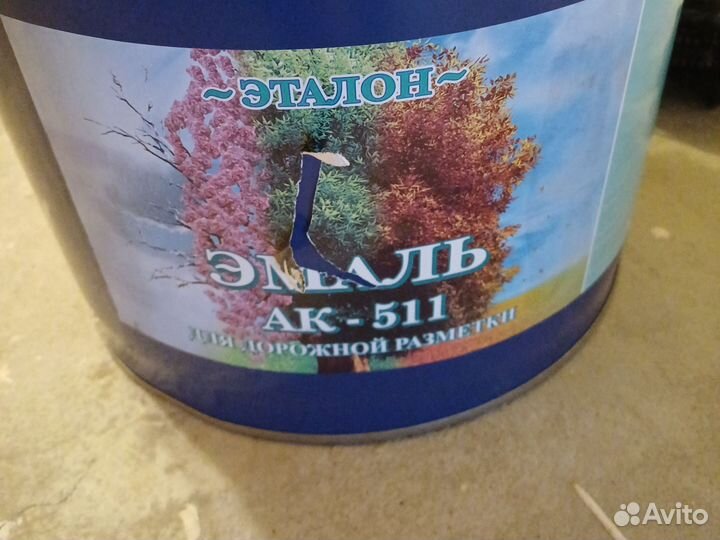 ~ЭТАЛОН~
ЭМАЛЬ
АК - 511
ДЛЯ ДОРОЖНОЙ РАЗМЕТКИ
Avito